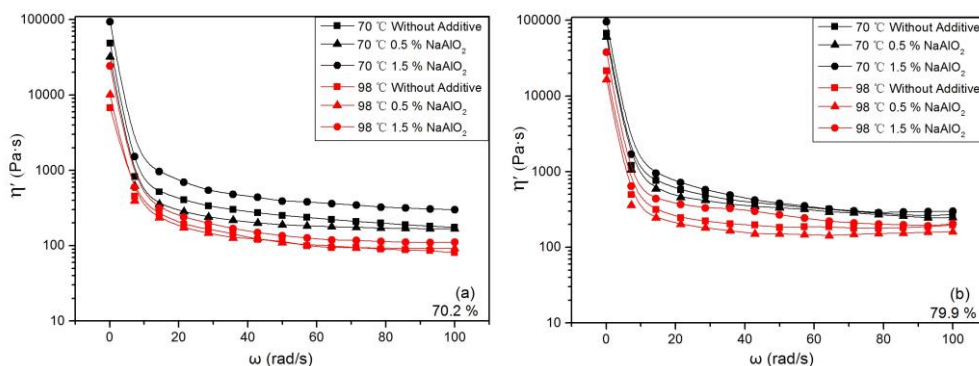 100000
10000
1000
100
10
η′ (Pa·s)
70 ℃ Without Additive
70 ℃ 0.5 % NaAlO₂
70 ℃ 1.5 % NaAlO₂
98 ℃ Without Additive
98 ℃ 0.5 % NaAlO₂
98 ℃ 1.5 % NaAlO₂
(a)
70.2 %
0 20 40 60 80 100
ω (rad/s)
100000
10000
1000
100
10
η′ (Pa·s)
70 ℃ Without Additive
70 ℃ 0.5 % NaAlO₂
70 ℃ 1.5 % NaAlO₂
98 ℃ Without Additive
98 ℃ 0.5 % NaAlO₂
98 ℃ 1.5 % NaAlO₂
(b)
79.9 %
0 20 40 60 80 100
ω (rad/s)